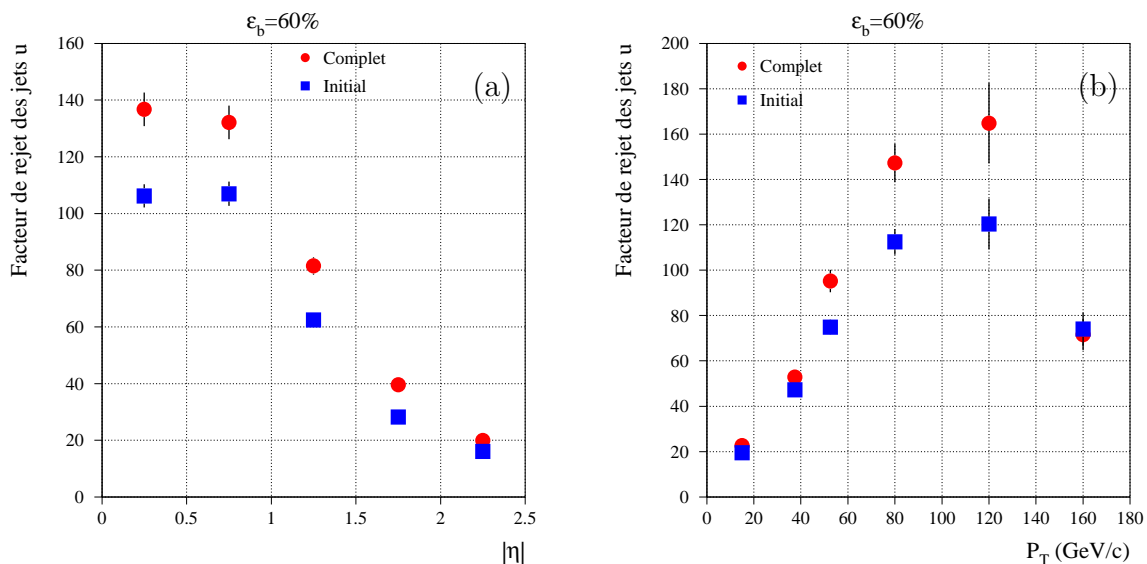 ε_b=60%
Facteur de rejet des jets u
160
140
120
100
80
60
40
20
0
Complet
Initial
(a)
0 0.5 1 1.5 2 2.5
|η|
ε_b=60%
Facteur de rejet des jets u
200
180
160
140
120
100
80
60
40
20
0
Complet
Initial
(b)
0 20 40 60 80 100 120 140 160 180
P_T (GeV/c)